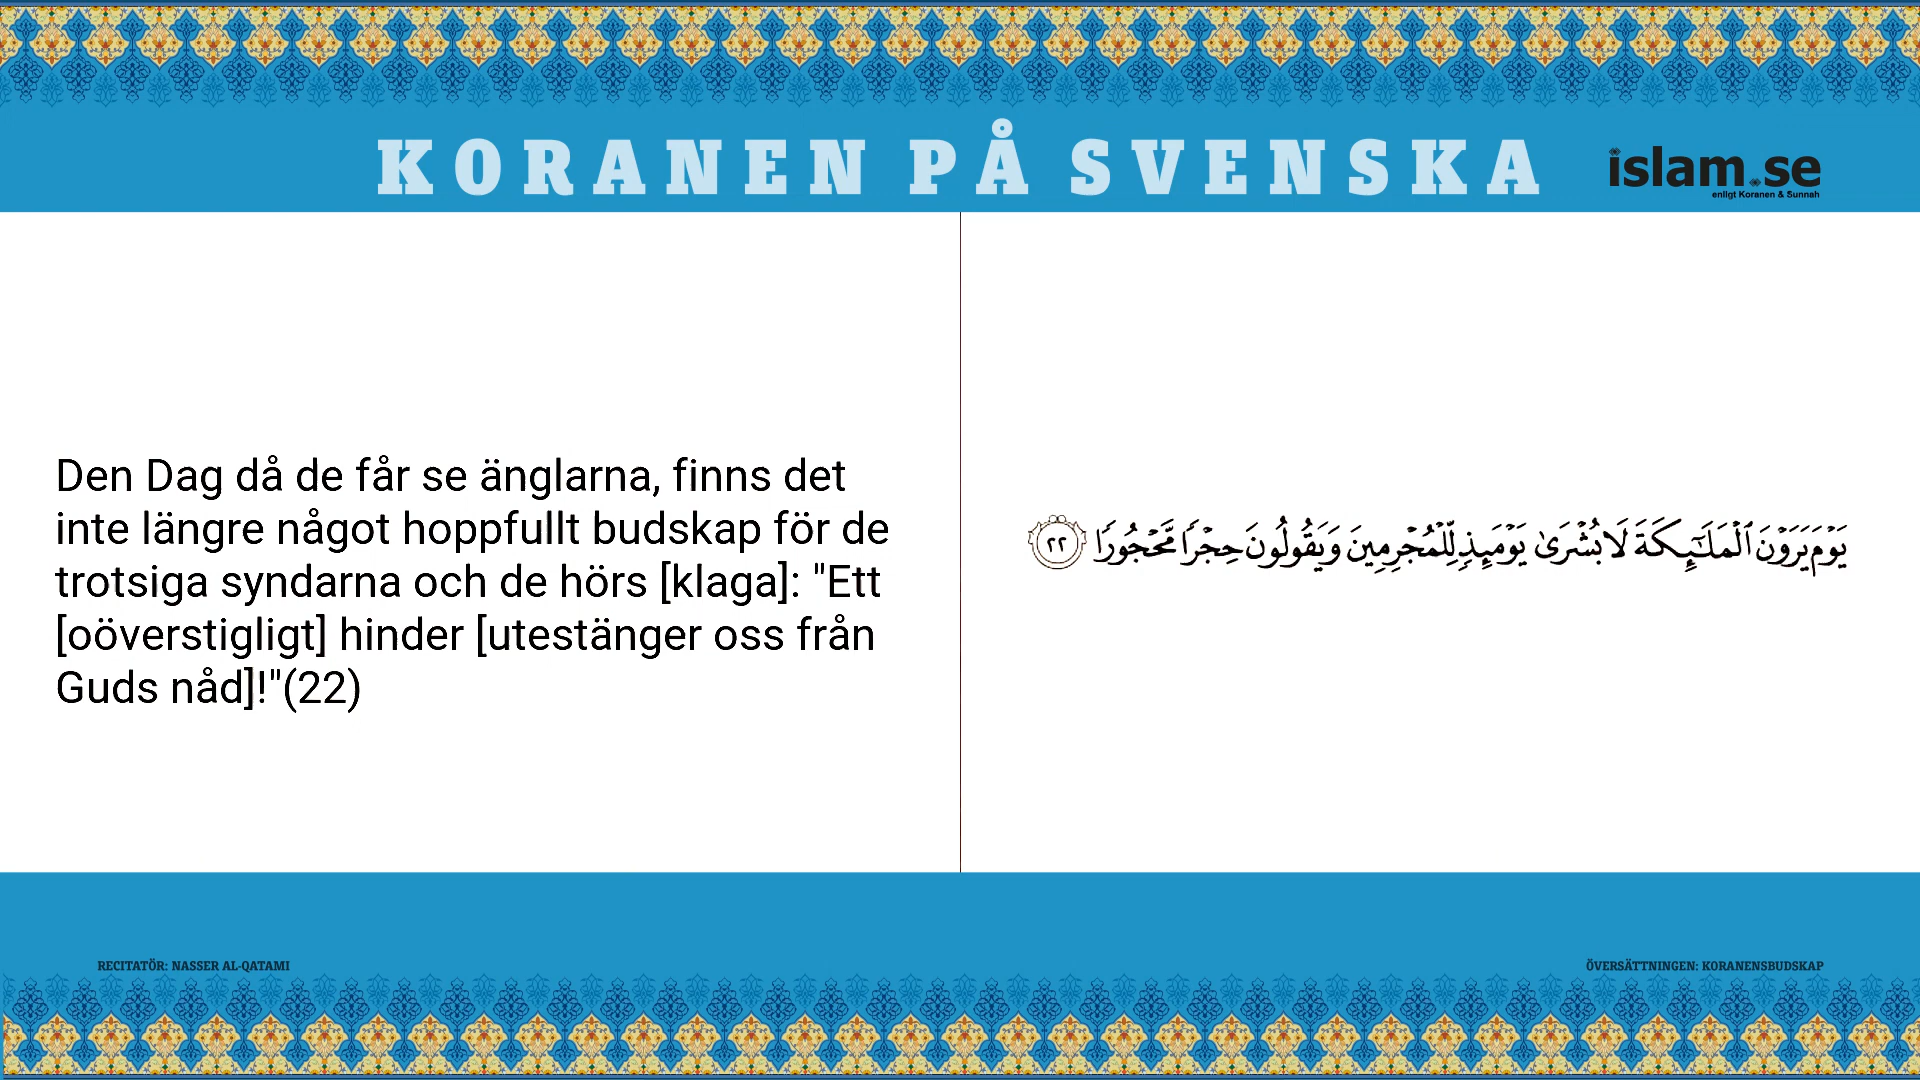 KORANEN PÅ SVENSKA
islam.se
enligt Koranen & Sunnah
Den Dag då de får se änglarna, finns det
inte längre något hoppfullt budskap för de
trotsiga syndarna och de hörs [klaga]: "Ett
[oöverstigligt] hinder [utestänger oss från
Guds nåd]!"(22)
يَوْمَ يَرَوْنَ ٱلْمَلَٰٓئِكَةَ لَا بُشْرَىٰ يَوْمَئِذٍ لِّلْمُجْرِمِينَ وَيَقُولُونَ حِجْرًا مَّحْجُورًا ٢٢
RECITATÖR: NASSER AL-QATAMI
ÖVERSÄTTNINGEN: KORANENSBUDSKAP